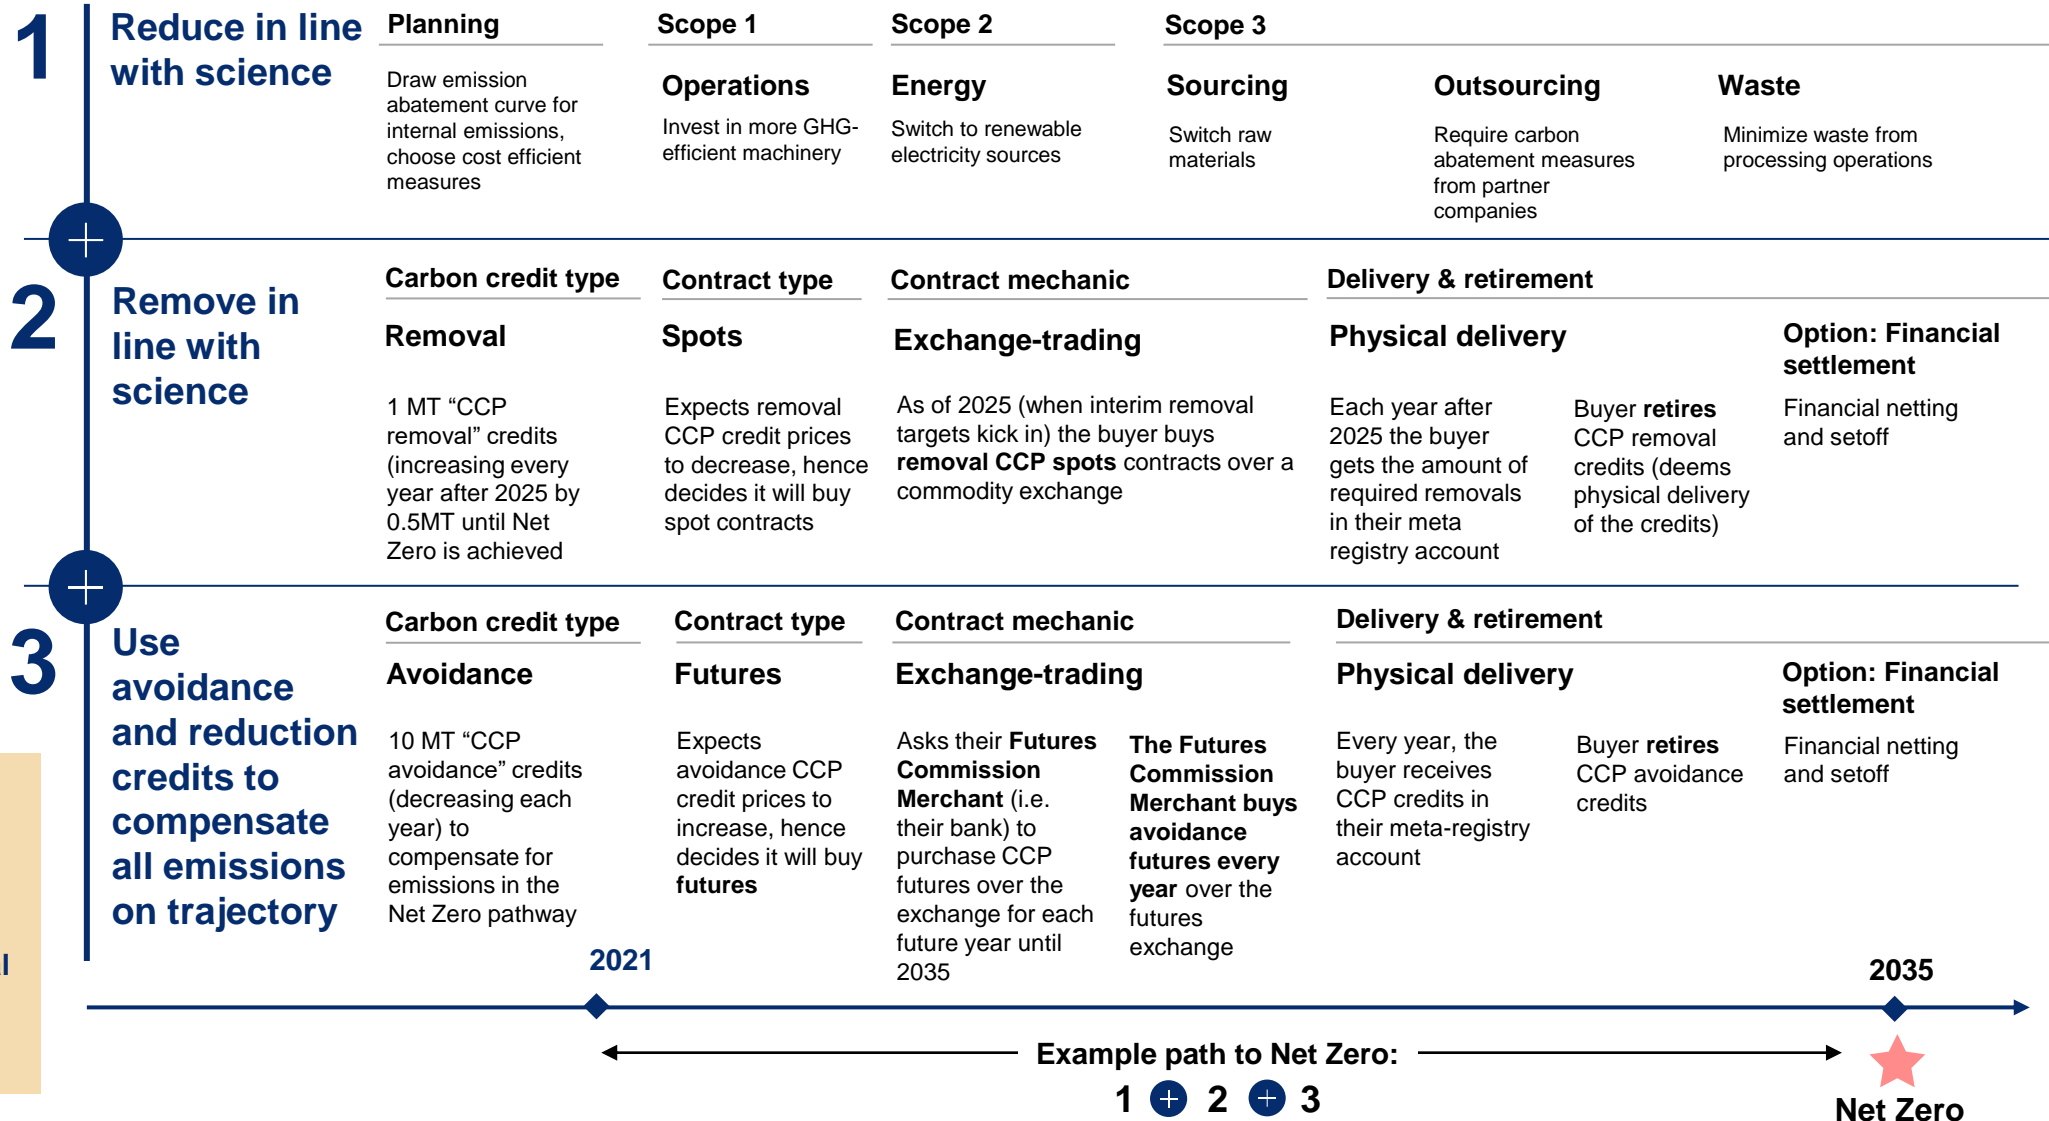 1
Reduce in line
with science
Planning
Draw emission
abatement curve for
internal emissions,
choose cost efficient
measures
Scope 1
Operations
Invest in more GHG-
efficient machinery
Scope 2
Energy
Switch to renewable
electricity sources
Scope 3
Sourcing
Switch raw
materials
Outsourcing
Require carbon
abatement measures
from partner
companies
Waste
Minimize waste from
processing operations
2
Remove in
line with
science
Carbon credit type
Removal
1 MT “CCP
removal” credits
(increasing every
year after 2025 by
0.5MT until Net
Zero is achieved
Contract type
Spots
Expects removal
CCP credit prices
to decrease, hence
decides it will buy
spot contracts
Contract mechanic
Exchange-trading
As of 2025 (when interim removal
targets kick in) the buyer buys
removal CCP spots contracts over a
commodity exchange
Delivery & retirement
Physical delivery
Each year after
2025 the buyer
gets the amount of
required removals
in their meta
registry account
Buyer retires
CCP removal
credits (deems
physical delivery
of the credits)
Option: Financial
settlement
Financial netting
and setoff
3
Use
avoidance
and reduction
credits to
compensate
all emissions
on trajectory
Carbon credit type
Avoidance
10 MT “CCP
avoidance” credits
(decreasing each
year) to
compensate for
emissions in the
Net Zero pathway
Contract type
Futures
Expects
avoidance CCP
credit prices to
increase, hence
decides it will buy
futures
Contract mechanic
Exchange-trading
Asks their Futures
Commission
Merchant (i.e.
their bank) to
purchase CCP
futures over the
exchange for each
future year until
2035
The Futures
Commission
Merchant buys
avoidance
futures every
year over the
futures
exchange
Delivery & retirement
Physical delivery
Every year, the
buyer receives
CCP credits in
their meta-registry
account
Buyer retires
CCP avoidance
credits
Option: Financial
settlement
Financial netting
and setoff
2021
2035
Example path to Net Zero:
1 + 2 + 3
Net Zero